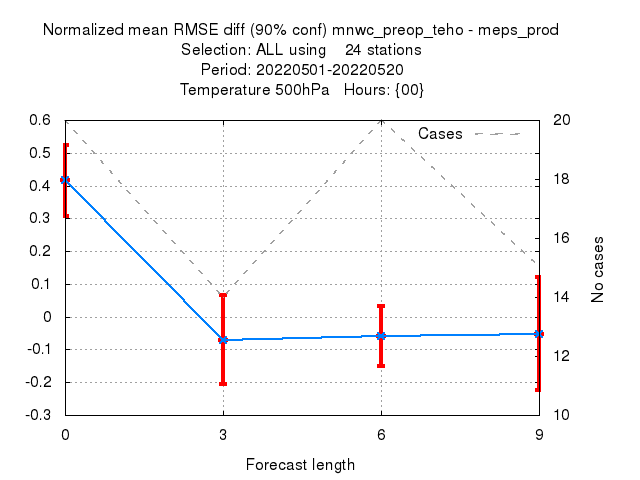 Normalized mean RMSE diff (90% conf) mnwc_preop_teho - meps_prod
Selection: ALL using    24 stations
Period: 20220501-20220520
Temperature 500hPa   Hours: {00}
Cases
0.6
0.5
0.4
0.3
0.2
0.1
0
-0.1
-0.2
-0.3
20
18
16
14
12
10
No cases
0 3 6 9
Forecast length